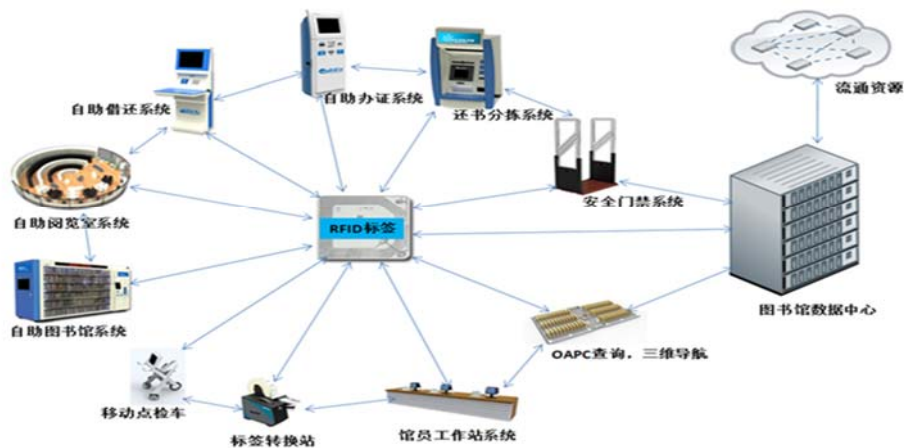 流通资源
自助借还系统
自助办证系统
还书分拣系统
安全门禁系统
自助阅览室系统
RFID标签
自助图书馆系统
图书馆数据中心
OAPC查询，三维导航
移动点检车
标签转换站
馆员工作站系统